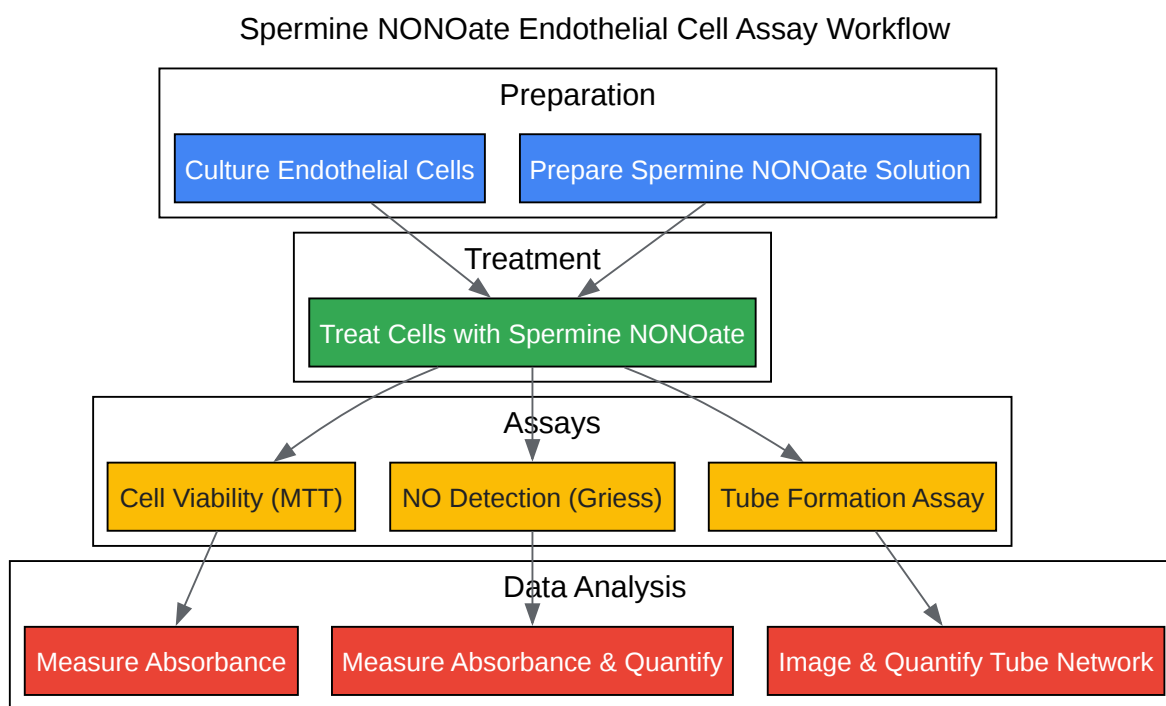 Spermine NONOate Endothelial Cell Assay Workflow
Preparation
Culture Endothelial Cells
Prepare Spermine NONOate Solution
Treatment
Treat Cells with Spermine NONOate
Assays
Cell Viability (MTT)
NO Detection (Griess)
Tube Formation Assay
Data Analysis
Measure Absorbance
Measure Absorbance & Quantify
Image & Quantify Tube Network